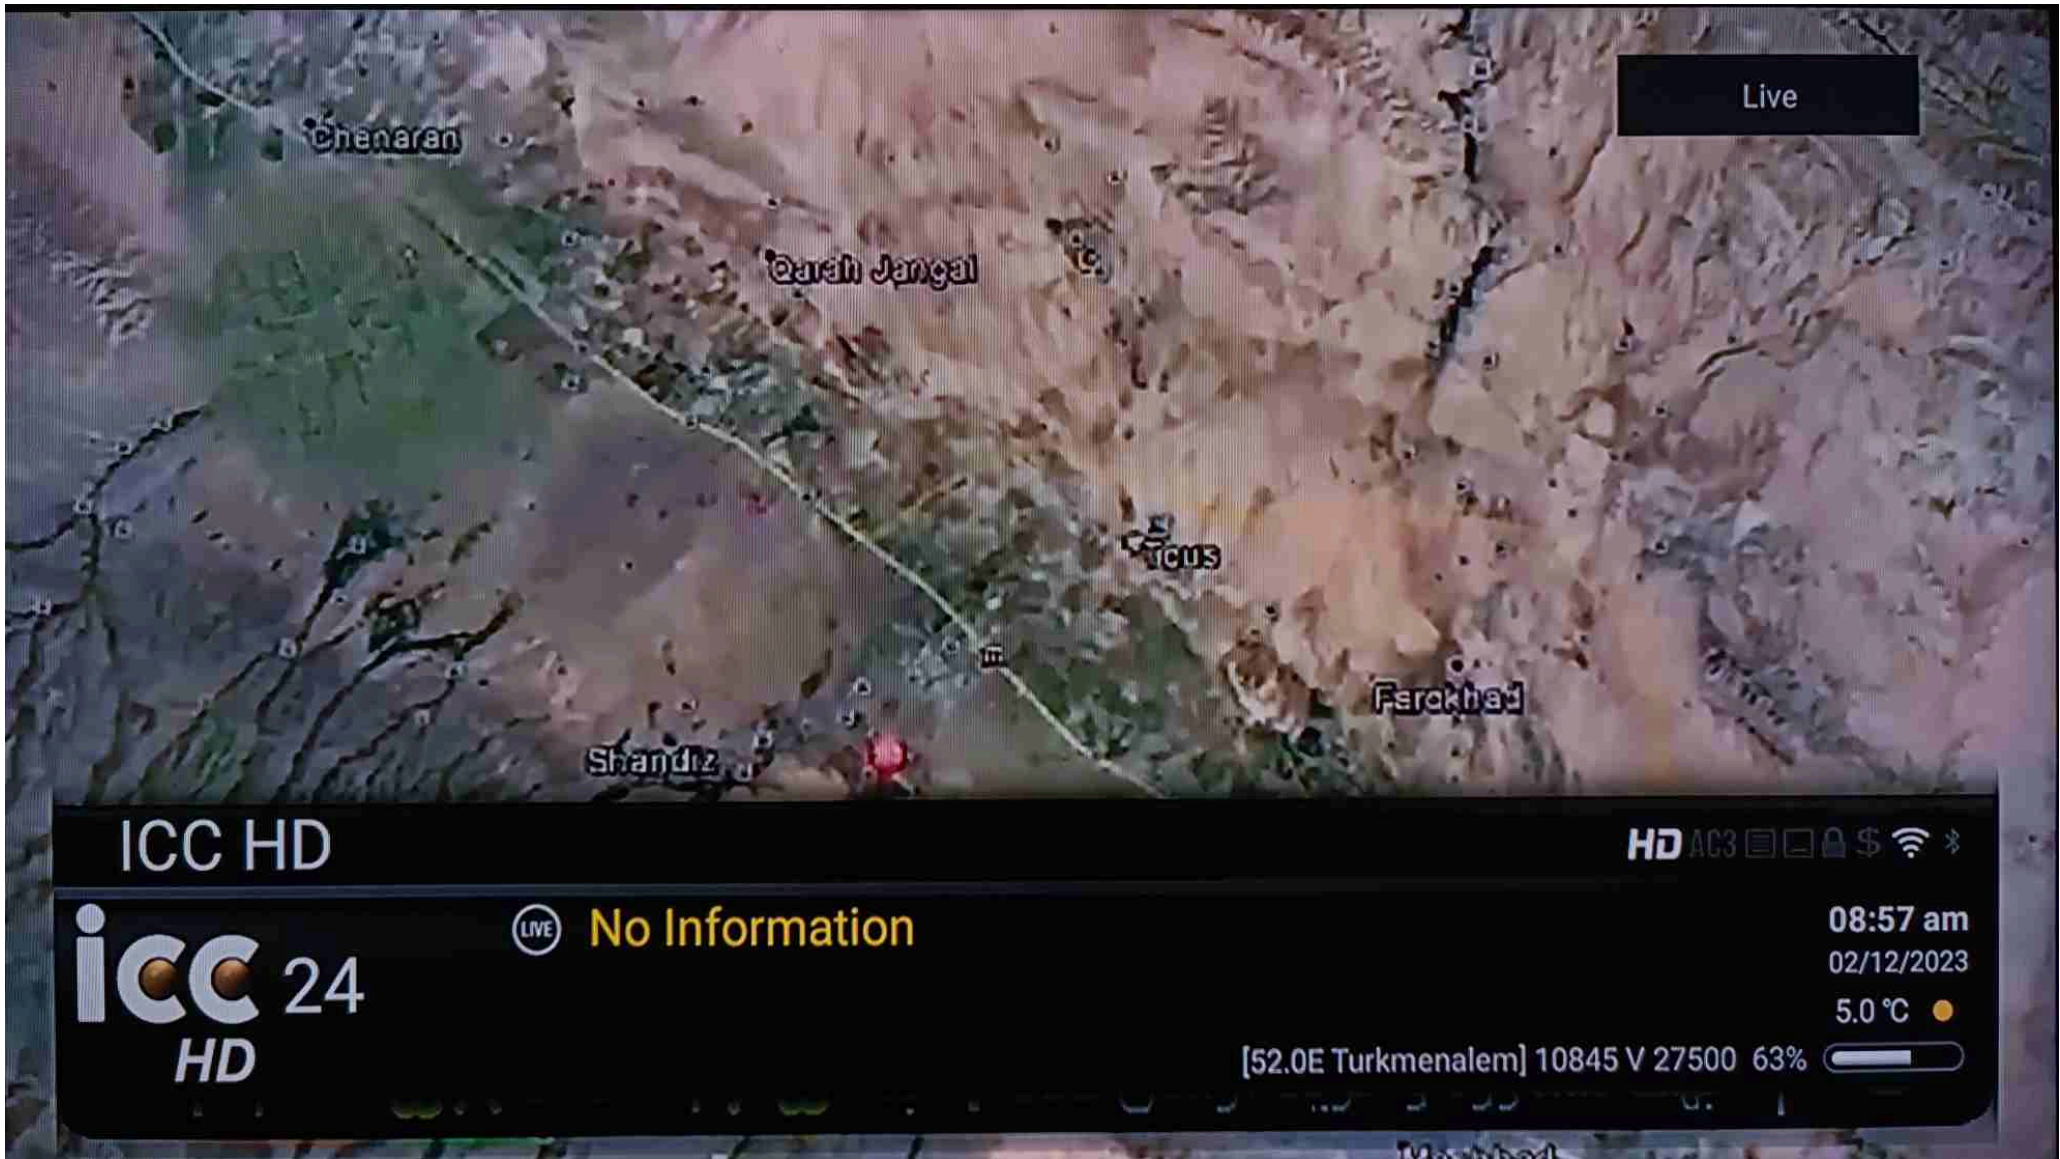 Live
Chenaran
Qarah Jangal
Tous
Farokhad
Shandiz
ICC HD
HD AC3 $
icc 24
HD
LIVE No Information
08:57 am
02/12/2023
5.0 °C
[52.0E Turkmenalem] 10845 V 27500 63%